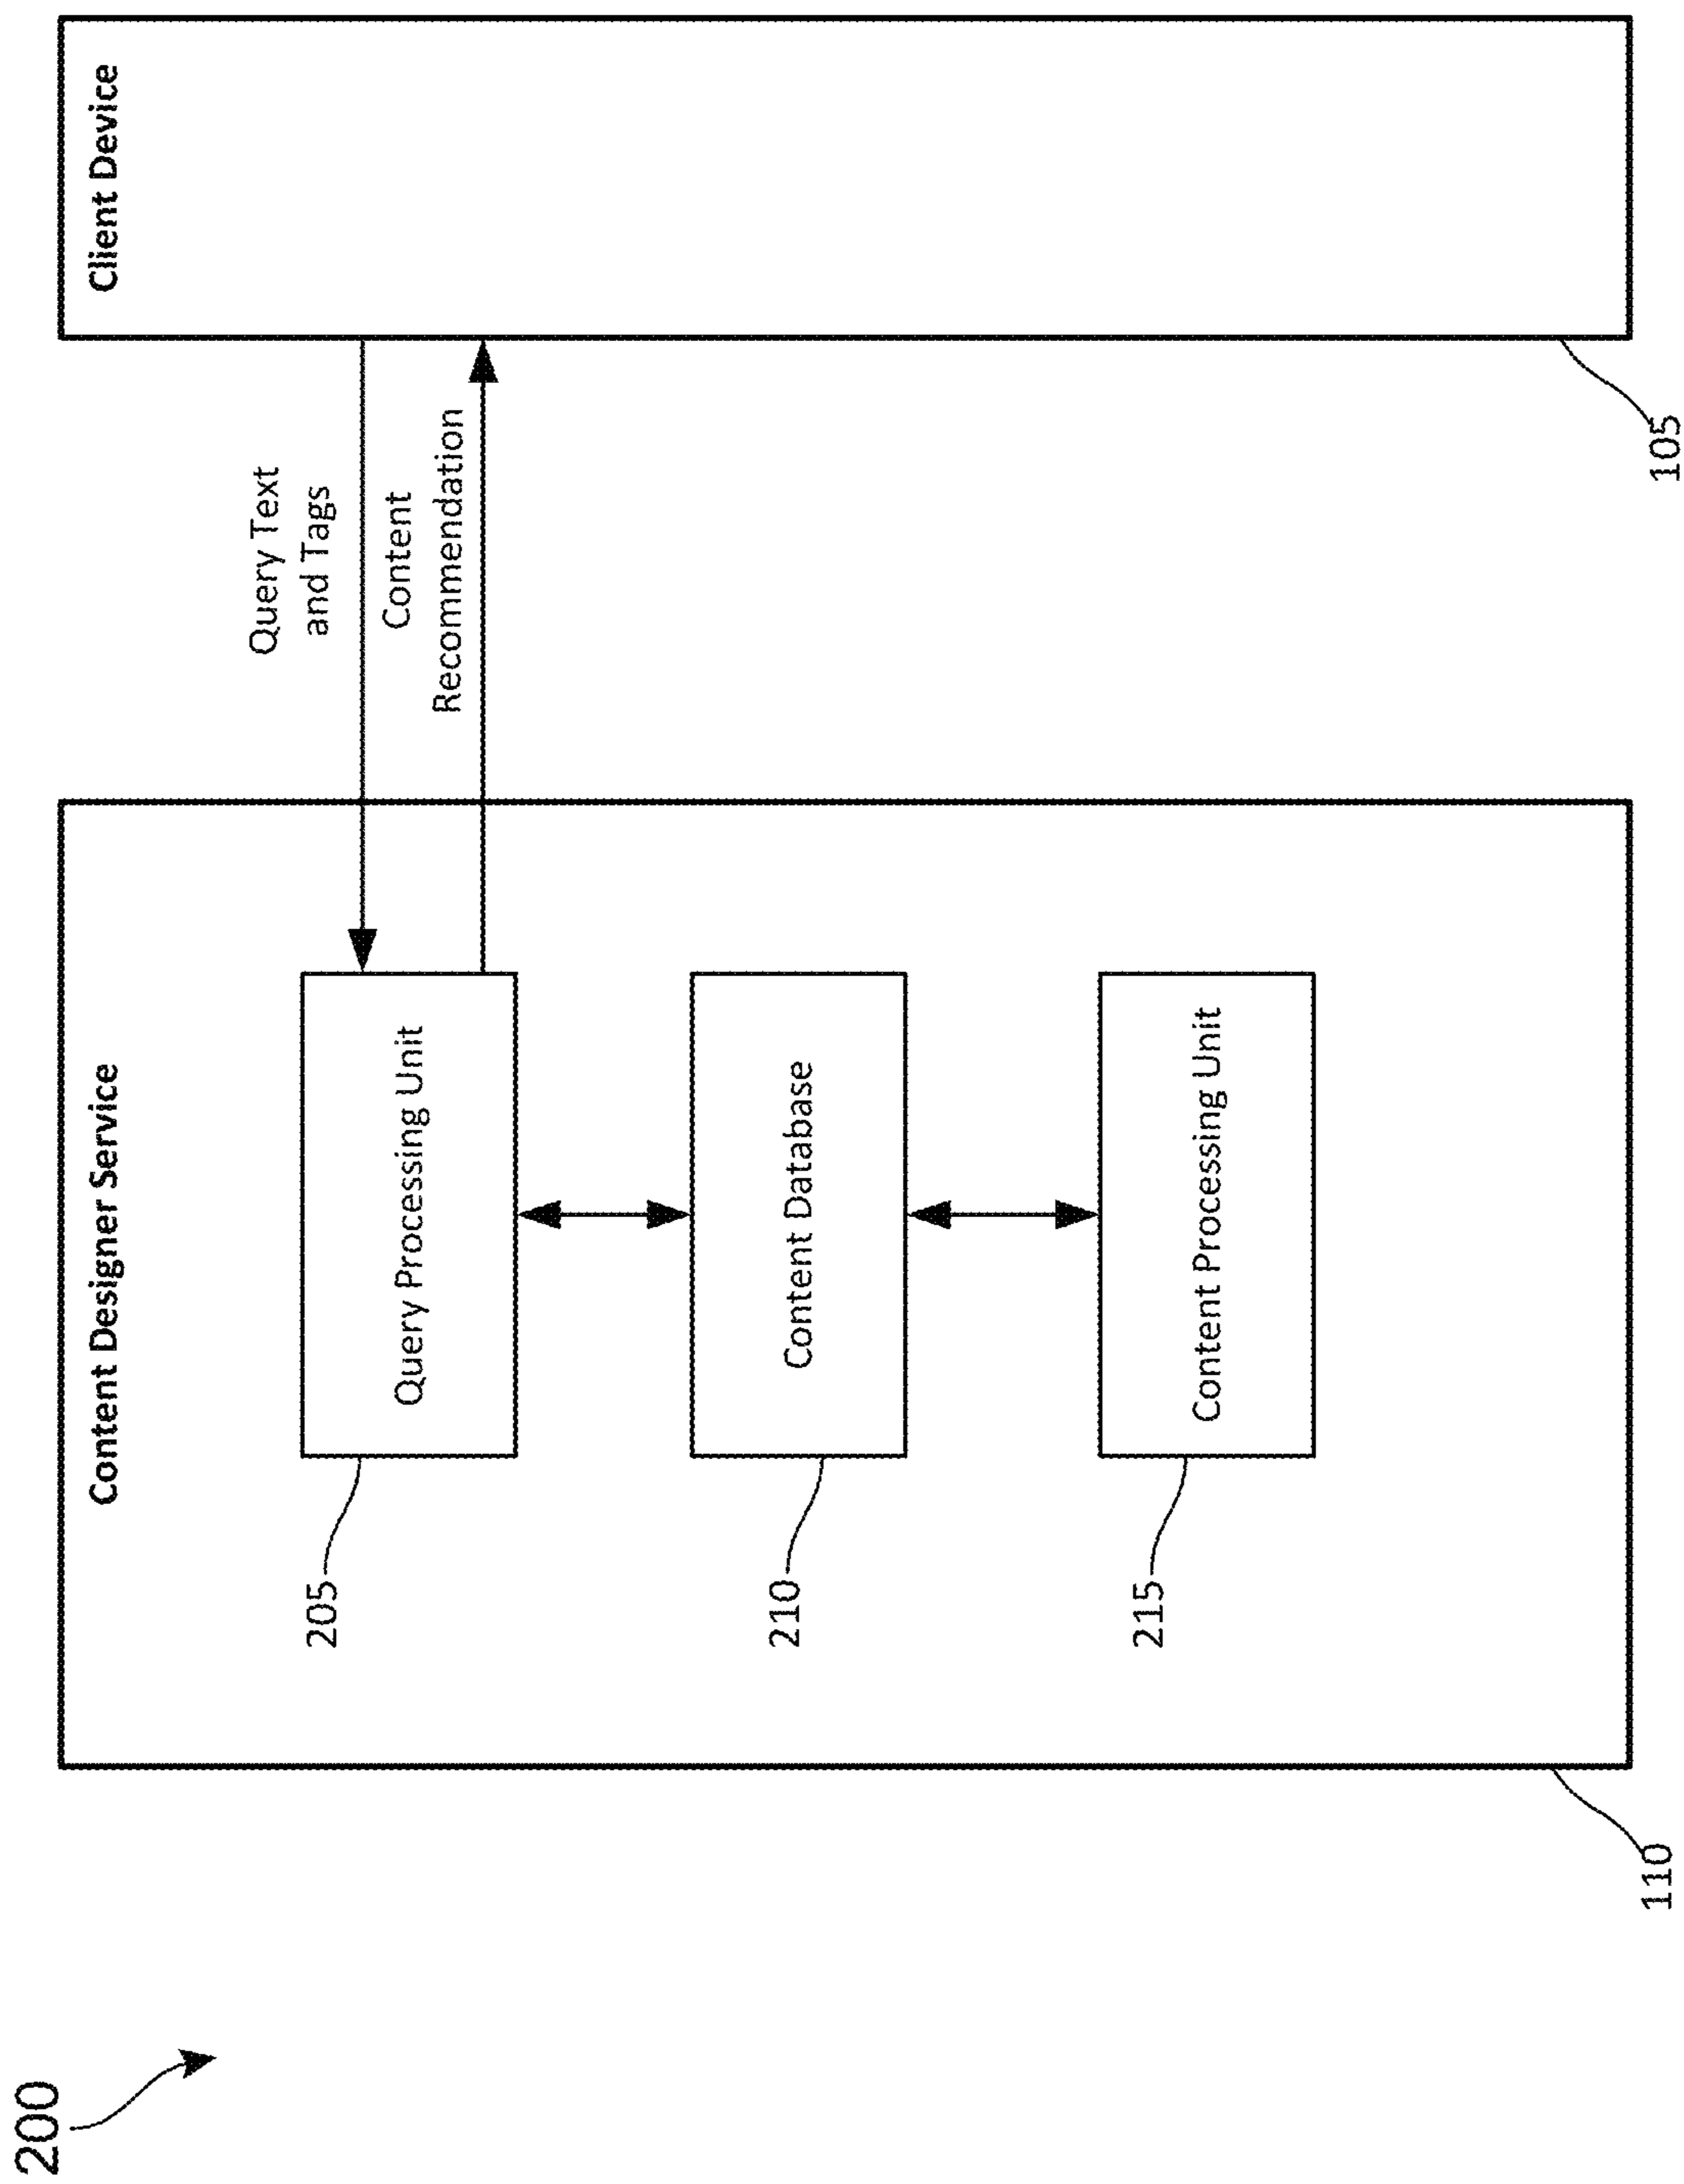 200
Content Designer Service
205
Query Processing Unit
210
Content Database
215
Content Processing Unit
110
Query Text
and Tags
Content
Recommendation
Client Device
105